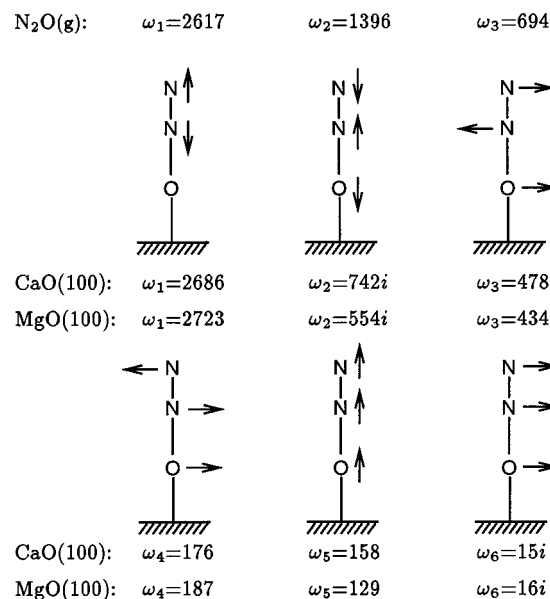 N₂O(g): ω₁=2617 ω₂=1396 ω₃=694
N N N
N N N
O O O
CaO(100): ω₁=2686 ω₂=742i ω₃=478
MgO(100): ω₁=2723 ω₂=554i ω₃=434
N N N
N N N
O O O
CaO(100): ω₄=176 ω₅=158 ω₆=15i
MgO(100): ω₄=187 ω₅=129 ω₆=16i